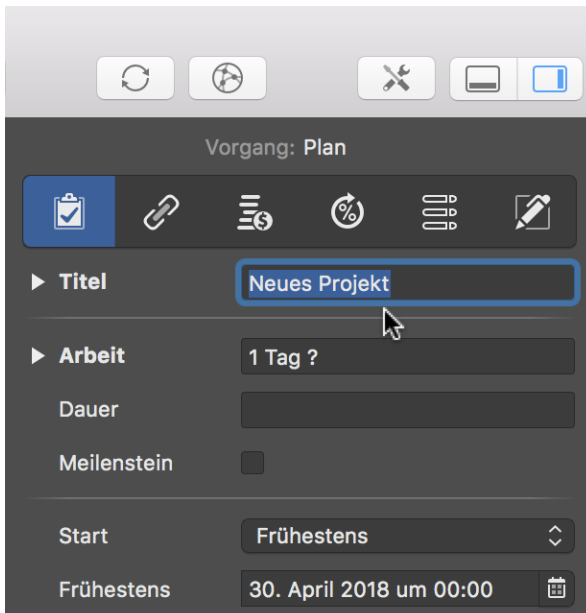 Vorgang: Plan
Titel Neues Projekt
Arbeit 1 Tag ?
Dauer
Meilenstein
Start Frühestens
Frühestens 30. April 2018 um 00:00